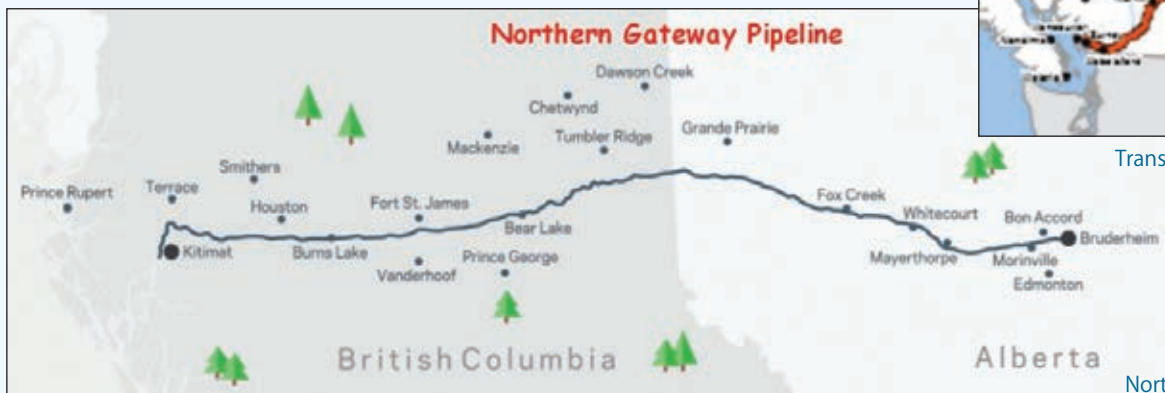 Northern Gateway Pipeline
Dawson Creek
Chetwynd
Mackenzie
Tumbler Ridge
Grande Prairie
Smithers
Prince Rupert
Terrace
Houston
Fort St. James
Fox Creek
Whitecourt
Bon Accord
Kitimat
Burns Lake
Bear Lake
Vanderhoof
Prince George
Mayerthorpe
Morinville
Bruderheim
Edmonton
British Columbia
Alberta
Trans
Nort